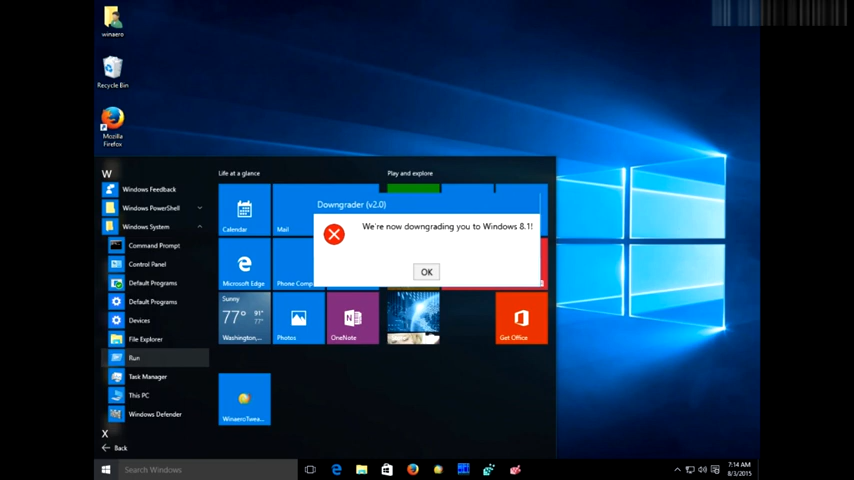 winaero
Recycle Bin
Mozilla
Firefox
W
Windows Feedback
Windows PowerShell
Windows System
Command Prompt
Control Panel
Default Programs
Default Programs
Devices
File Explorer
Run
Task Manager
This PC
Windows Defender
X
Back
Life at a glance
Play and explore
Calendar
Mail
Microsoft Edge
Phone Comp
Sunny
77° 91°
77°
Washington,...
Photos
OneNote
Get Office
WinaeroTwea...
Downgrader (v2.0)
We're now downgrading you to Windows 8.1!
OK
Search Windows
7:14 AM
8/3/2015